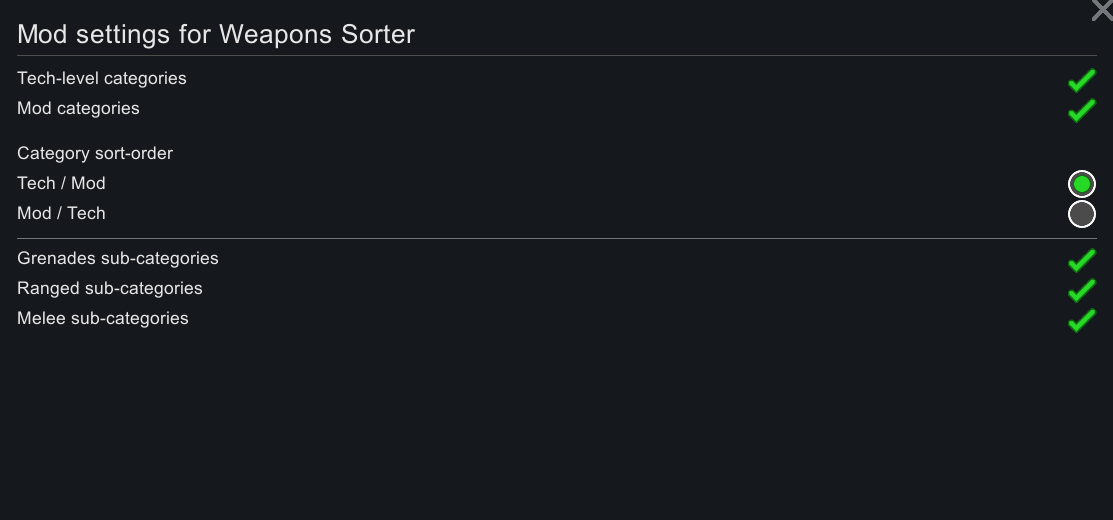 Mod settings for Weapons Sorter
Tech-level categories
Mod categories
Category sort-order
Tech / Mod
Mod / Tech
Grenades sub-categories
Ranged sub-categories
Melee sub-categories